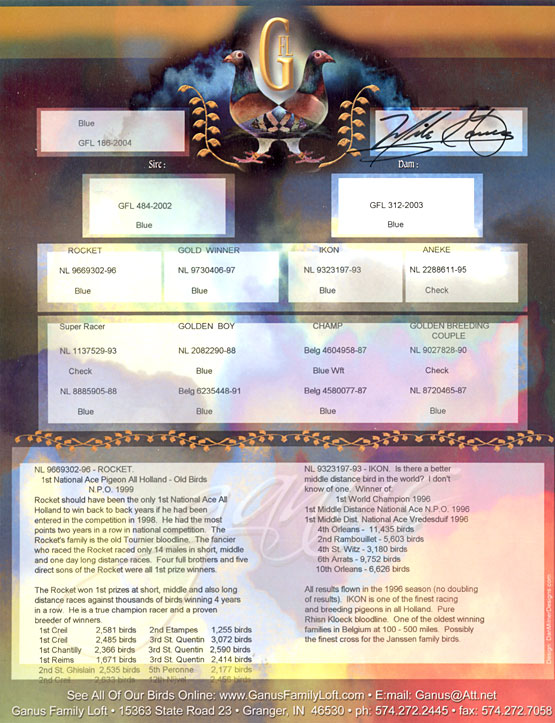 GFL
Blue
GFL 186-2004
Sire :
Dam :
GFL 484-2002
Blue
GFL 312-2003
Blue
ROCKET
NL 9669302-96
Blue
GOLD WINNER
NL 9730406-97
Blue
IKON
NL 9323197-93
Blue
ANEKE
NL 2288611-95
Check
Super Racer
NL 1137529-93
Check
NL 8885905-88
Blue
GOLDEN BOY
NL 2082290-88
Blue
Belg 6235448-91
Blue
CHAMP
Belg 4604958-87
Blue Wft
Belg 4580077-87
Blue
GOLDEN BREEDING
COUPLE
NL 9027828-90
Check
NL 8720465-87
Blue
NL 9669302-96 - ROCKET.
1st National Ace Pigeon All Holland - Old Birds
N.P.O. 1999
Rocket should have been the only 1st National Ace All
Holland to win back to back years if he had been
entered in the competition in 1998. He had the most
points two years in a row in national competition. The
Rocket's family is the old Tournier bloodline. The fancier
who raced the Rocket raced only 14 males in short, middle
and one day long distance races. Four full brothers and five
direct sons of the Rocket were all 1st prize winners.
The Rocket won 1st prizes at short, middle and also long
distance races against thousands of birds winning 4 years
in a row. He is a true champion racer and a proven
breeder of winners.
1st Creil 2,581 birds 2nd Etampes 1,255 birds
1st Creil 2,485 birds 3rd St. Quentin 3,072 birds
1st Chantilly 2,366 birds 3rd St. Quentin 2,590 birds
1st Reims 1,671 birds 3rd St. Quentin 2,414 birds
2nd St. Ghislain 2,535 birds 5th Peronne 2,177 birds
2nd Creil 2,633 birds 12th Nivel 2,458 birds
NL 9323197-93 - IKON. Is there a better
middle distance bird in the world? I don't
know of one. Winner of:
1st World Champion 1996
1st Middle Distance National Ace N.P.O. 1996
1st Middle Dist. National Ace Vredesduif 1996
4th Orleans - 11,435 birds
2nd Rambouillet - 5,603 birds
4th St. Witz - 3,180 birds
6th Arrats - 9,752 birds
10th Orleans - 6,626 birds
All results flown in the 1996 season (no doubling
of results). IKON is one of the finest racing
and breeding pigeons in all Holland. Pure
Rhisn Kloeck bloodline. One of the oldest winning
families in Belgium at 100 - 500 miles. Possibly
the finest cross for the Janssen family birds.
See All Of Our Birds Online: www.GanusFamilyLoft.com • E:mail: Ganus@Att.net
Ganus Family Loft • 15363 State Road 23 • Granger, IN 46530 • ph: 574.272.2445 • fx: 574.272.7058